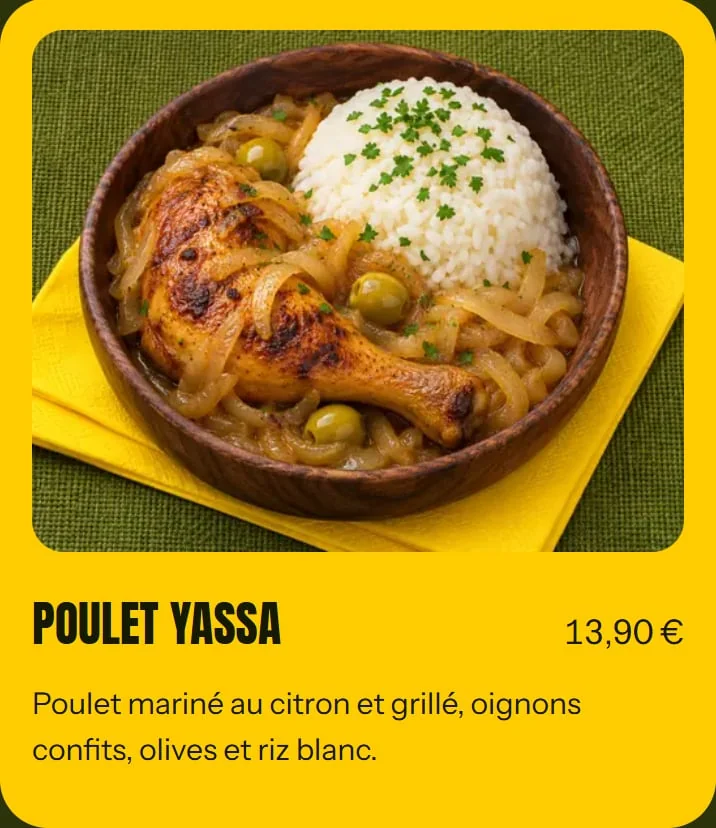 POULET YASSA
13,90 €
Poulet mariné au citron et grillé, oignons
confits, olives et riz blanc.